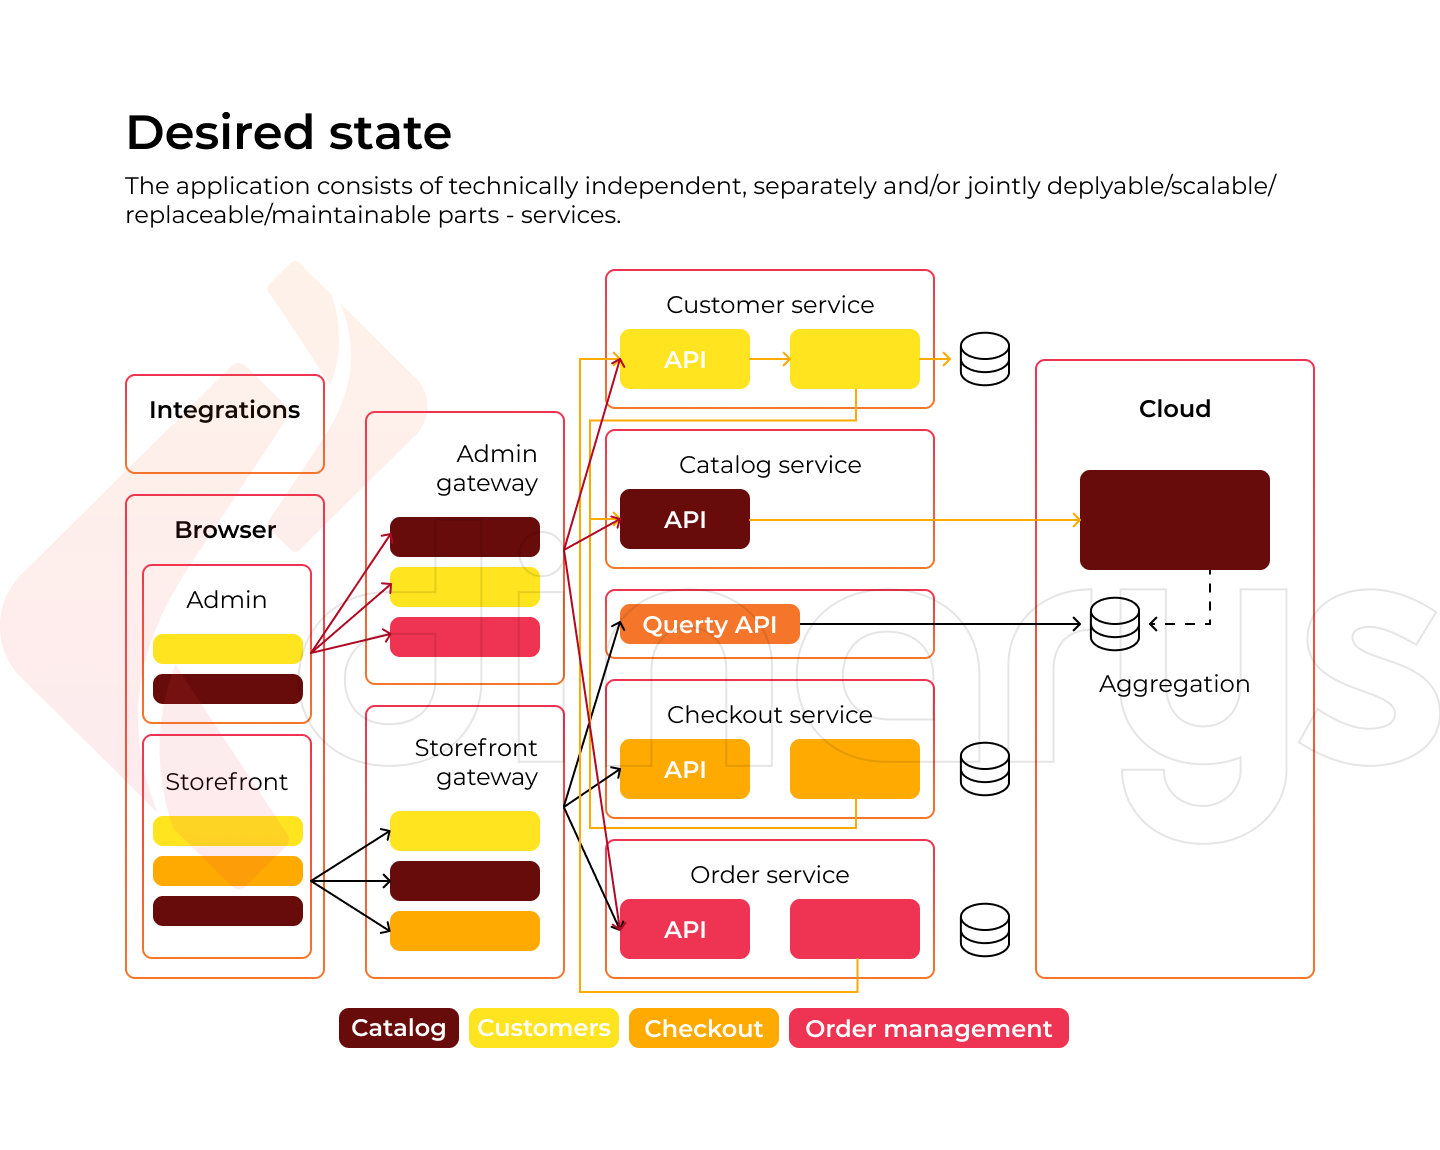 Desired state
The application consists of technically independent, separately and/or jointly deplyable/scalable/
replaceable/maintainable parts - services.
Integrations
Browser
Admin
Storefront
Admin
gateway
Storefront
gateway
Customer service
API
Catalog service
API
Querty API
Checkout service
API
Order service
API
Cloud
Aggregation
Catalog
Customers
Checkout
Order management
dinarys